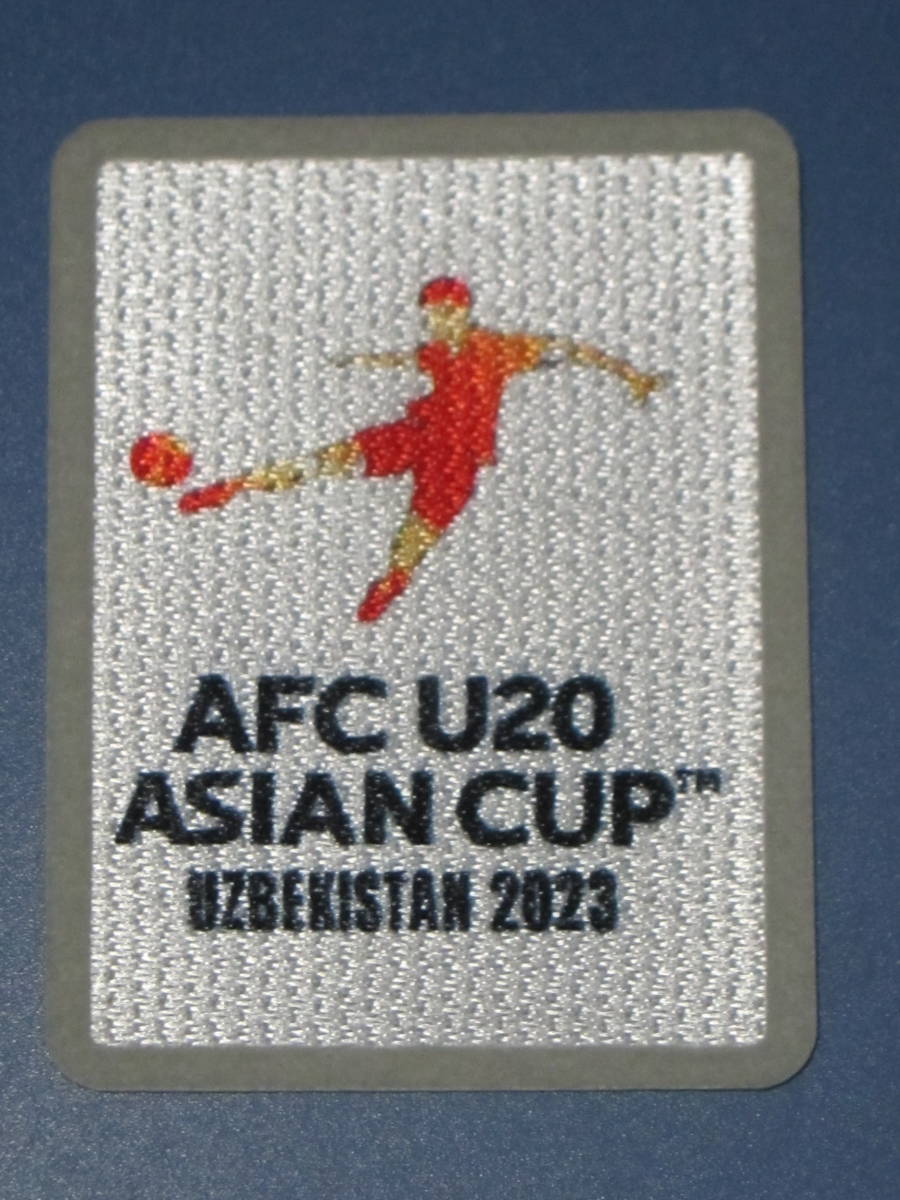 AFC U20
ASIAN CUP™
UZBEKISTAN 2023